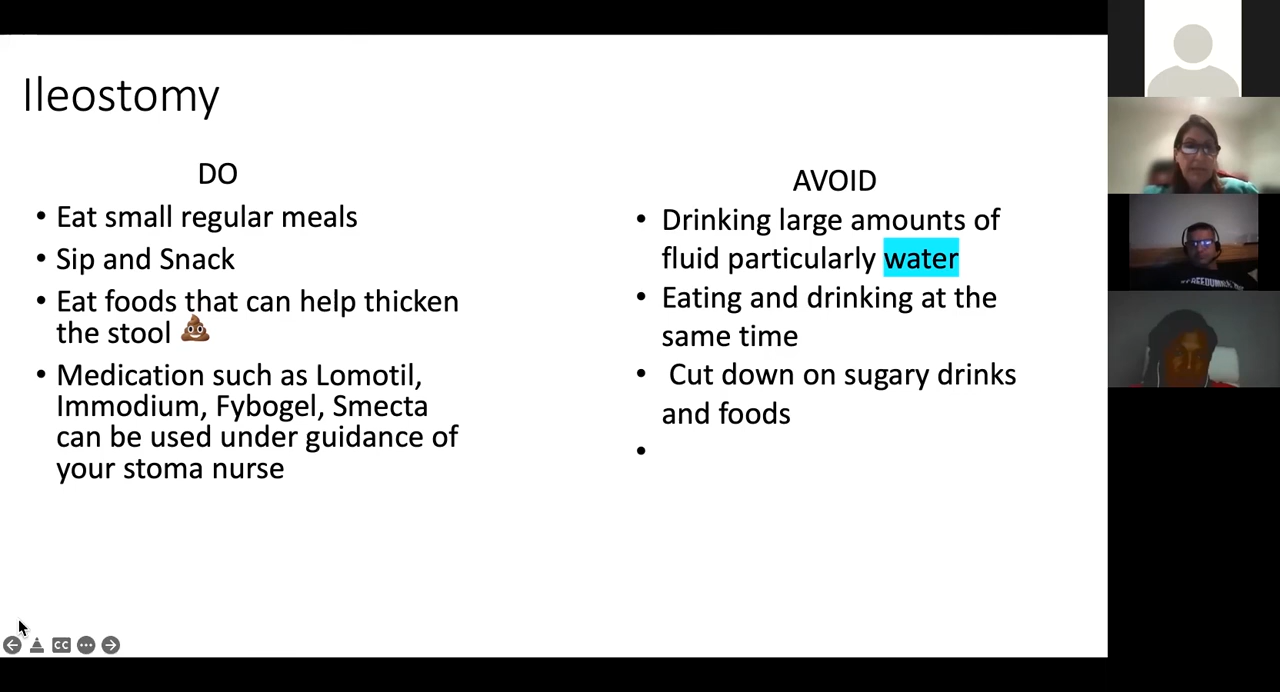 Ileostomy
DO
• Eat small regular meals
• Sip and Snack
• Eat foods that can help thicken
the stool 💩
• Medication such as Lomotil,
Immodium, Fybogel, Smecta
can be used under guidance of
your stoma nurse
AVOID
• Drinking large amounts of
fluid particularly water
• Eating and drinking at the
same time
• Cut down on sugary drinks
and foods
•
CC